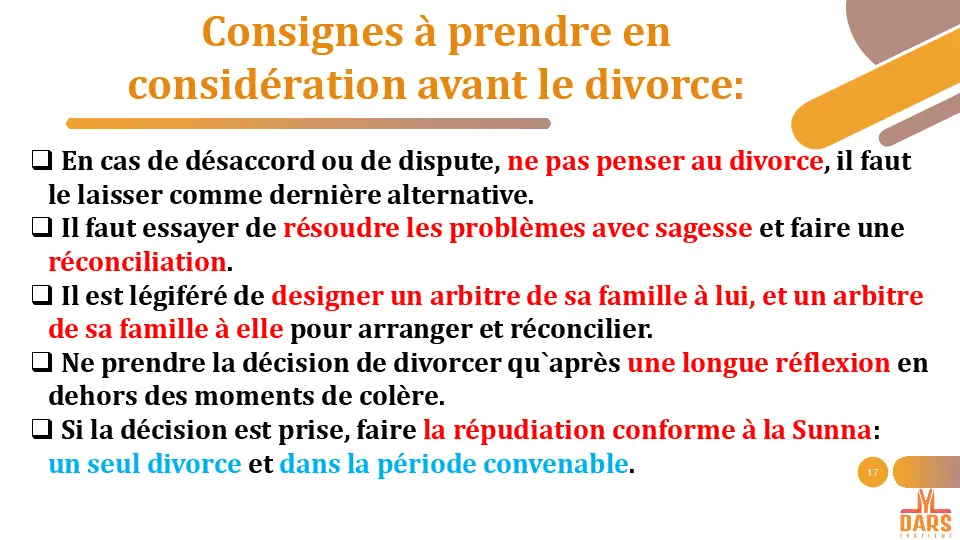 Consignes à prendre en
considération avant le divorce:
❑ En cas de désaccord ou de dispute, ne pas penser au divorce, il faut
le laisser comme dernière alternative.
❑ Il faut essayer de résoudre les problèmes avec sagesse et faire une
réconciliation.
❑ Il est légiféré de designer un arbitre de sa famille à lui, et un arbitre
de sa famille à elle pour arranger et réconcilier.
❑ Ne prendre la décision de divorcer qu`après une longue réflexion en
dehors des moments de colère.
❑ Si la décision est prise, faire la répudiation conforme à la Sunna:
un seul divorce et dans la période convenable.
17
DARS
INSTITUT